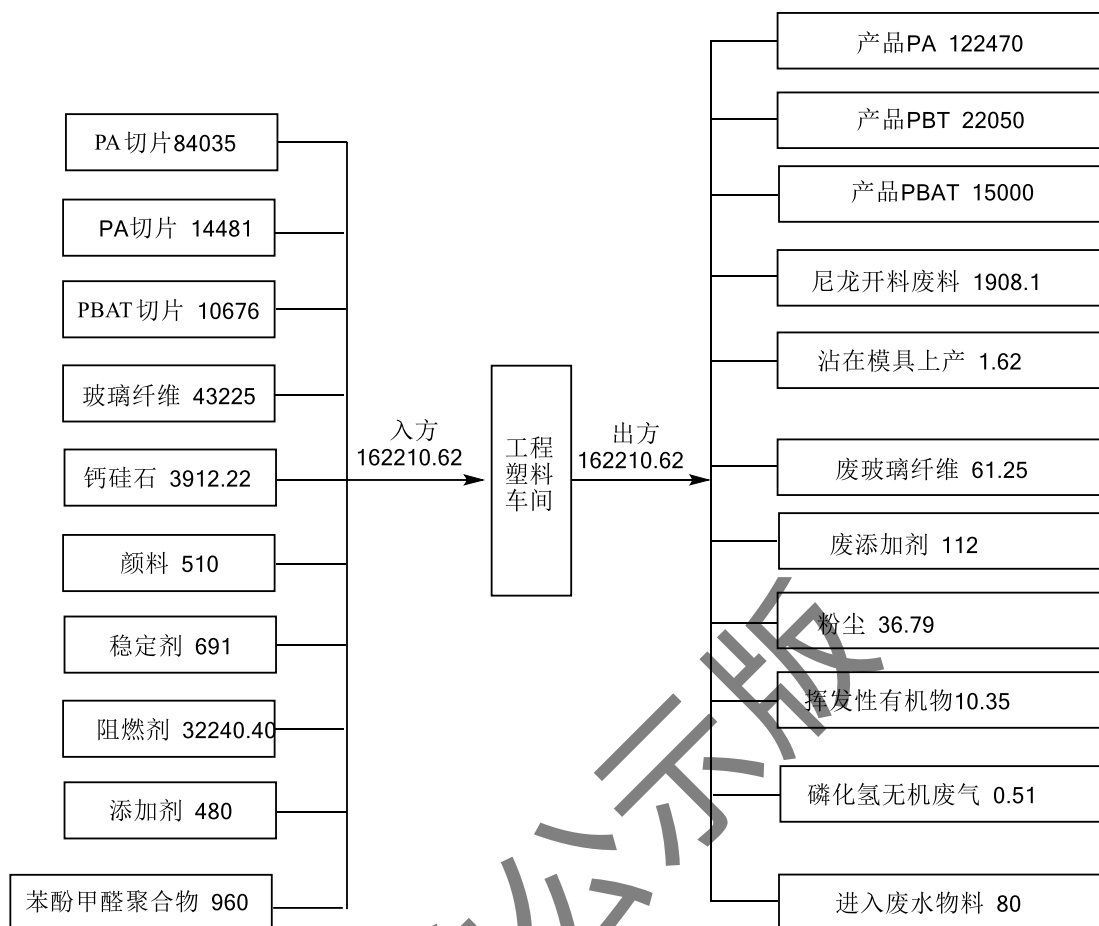 PA切片84035
PA切片 14481
PBAT切片 10676
玻璃纤维 43225
钙硅石 3912.22
颜料 510
稳定剂 691
阻燃剂 32240.40
添加剂 480
苯酚甲醛聚合物 960
入方
162210.62
工程
塑料
车间
出方
162210.62
产品PA 122470
产品PBT 22050
产品PBAT 15000
尼龙开料废料 1908.1
沾在模具上产 1.62
废玻璃纤维 61.25
废添加剂 112
粉尘 36.79
挥发性有机物10.35
磷化氢无机废气 0.51
进入废水物料 80
公示版